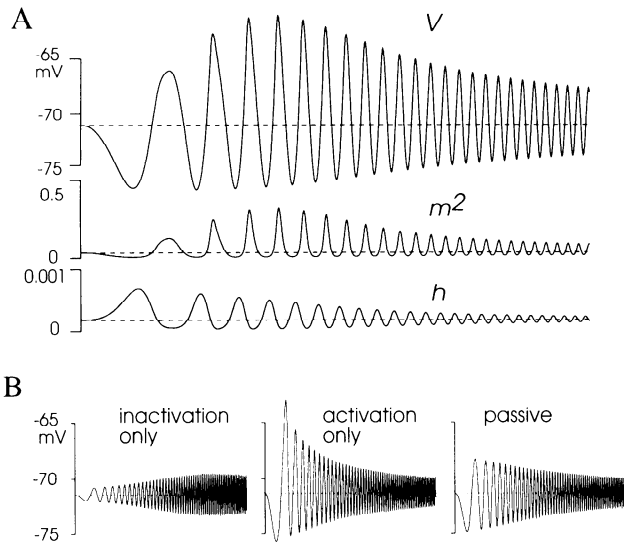 A
V
-65
mV
-70
-75
0.5
m2
0
0.001
h
0
B
-65
mV
-70
-75
inactivation
only
activation
only
passive